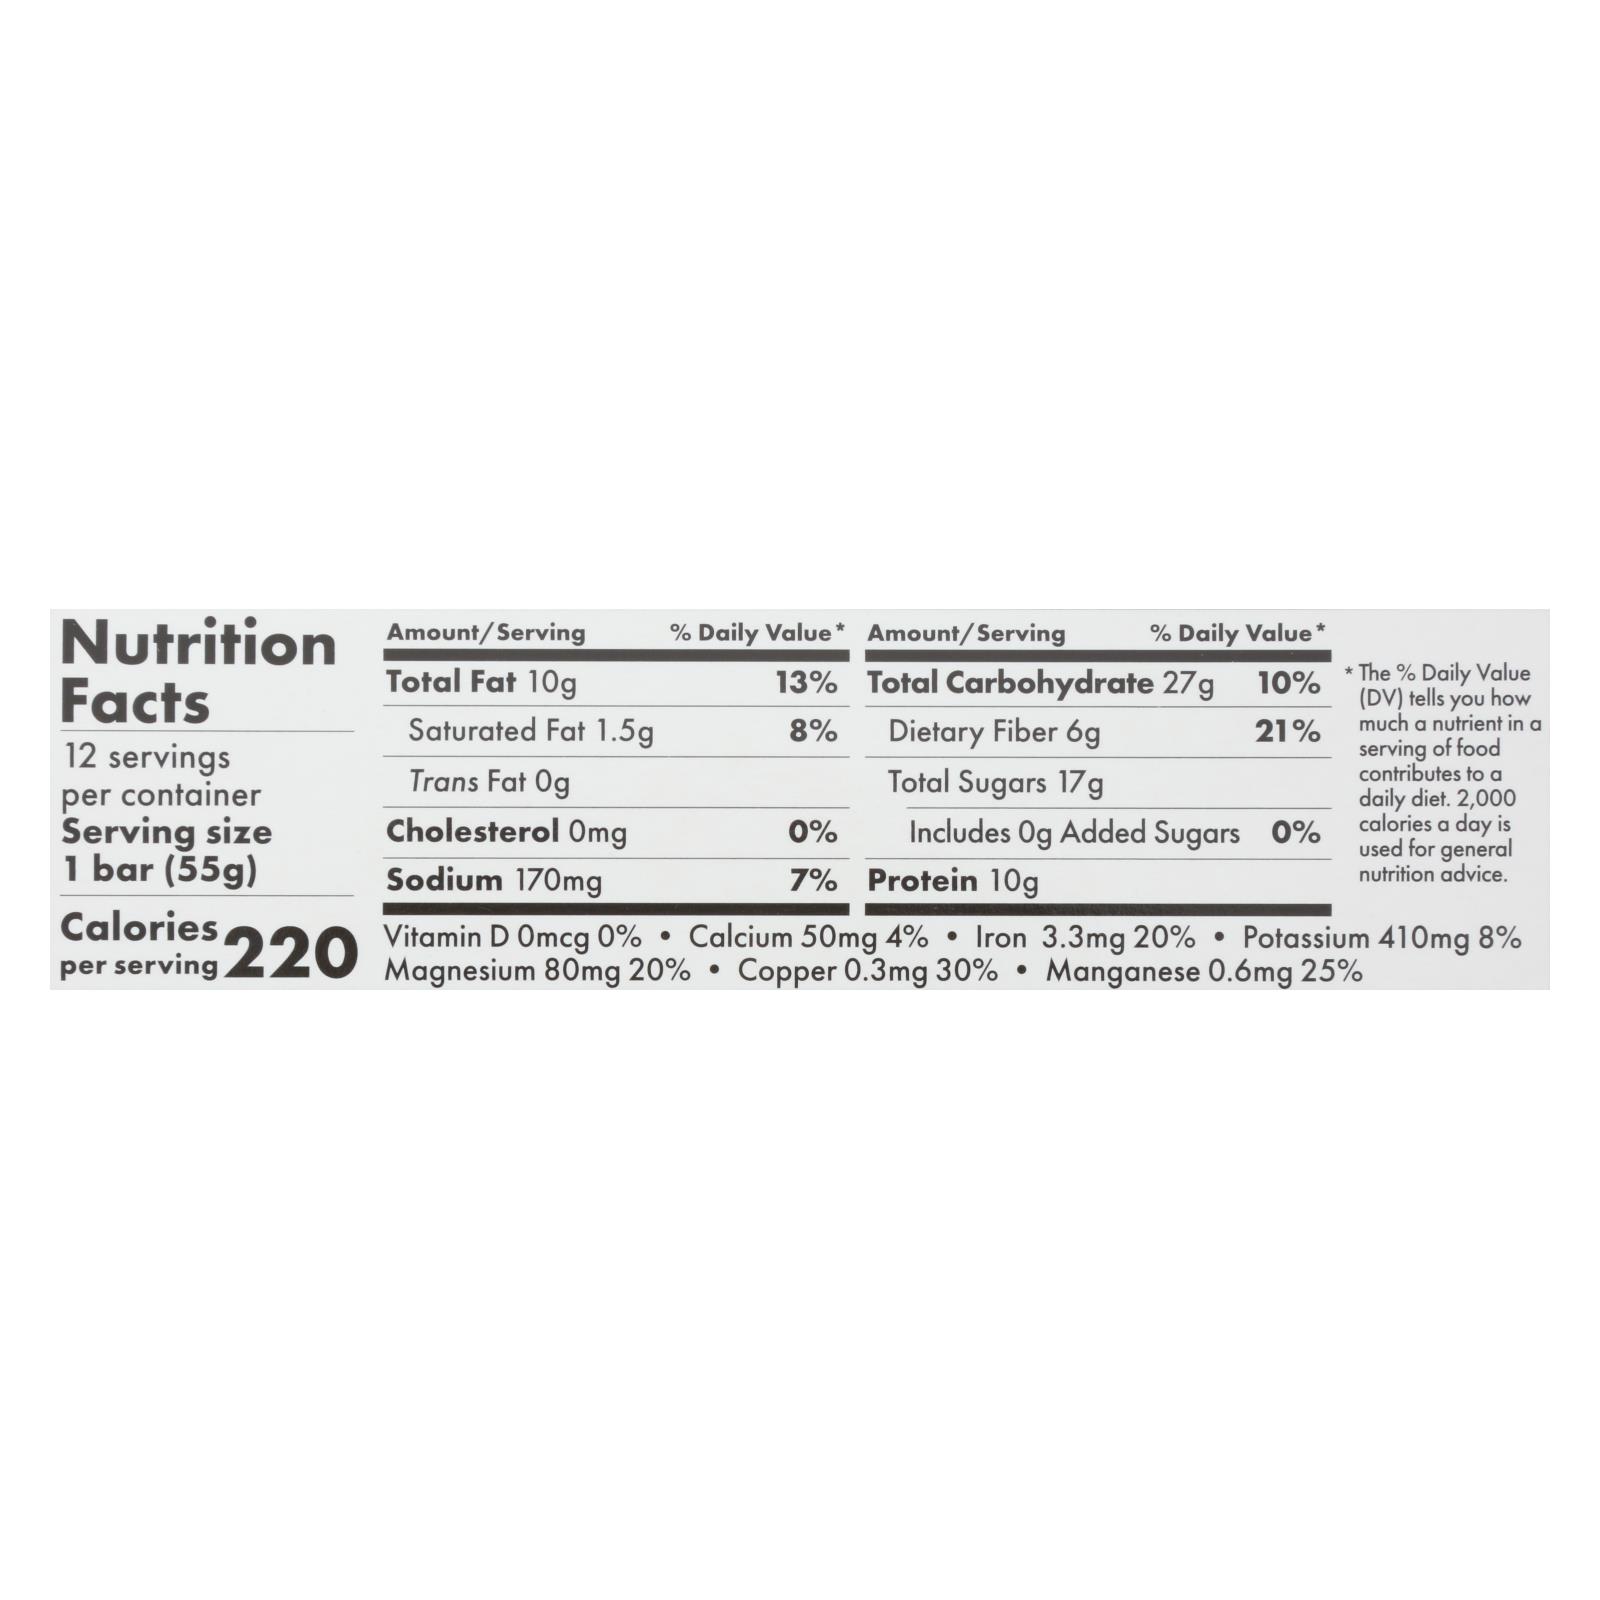 Nutrition
Facts
12 servings
per container
Serving size
1 bar (55g)
Calories
per serving 220
Amount/Serving % Daily Value*
Total Fat 10g 13%
Saturated Fat 1.5g 8%
Trans Fat 0g
Cholesterol 0mg 0%
Sodium 170mg 7%
Amount/Serving % Daily Value*
Total Carbohydrate 27g 10%
Dietary Fiber 6g 21%
Total Sugars 17g
Includes 0g Added Sugars 0%
Protein 10g
Vitamin D 0mcg 0% • Calcium 50mg 4% • Iron 3.3mg 20% • Potassium 410mg 8%
Magnesium 80mg 20% • Copper 0.3mg 30% • Manganese 0.6mg 25%
* The % Daily Value
(DV) tells you how
much a nutrient in a
serving of food
contributes to a
daily diet. 2,000
calories a day is
used for general
nutrition advice.